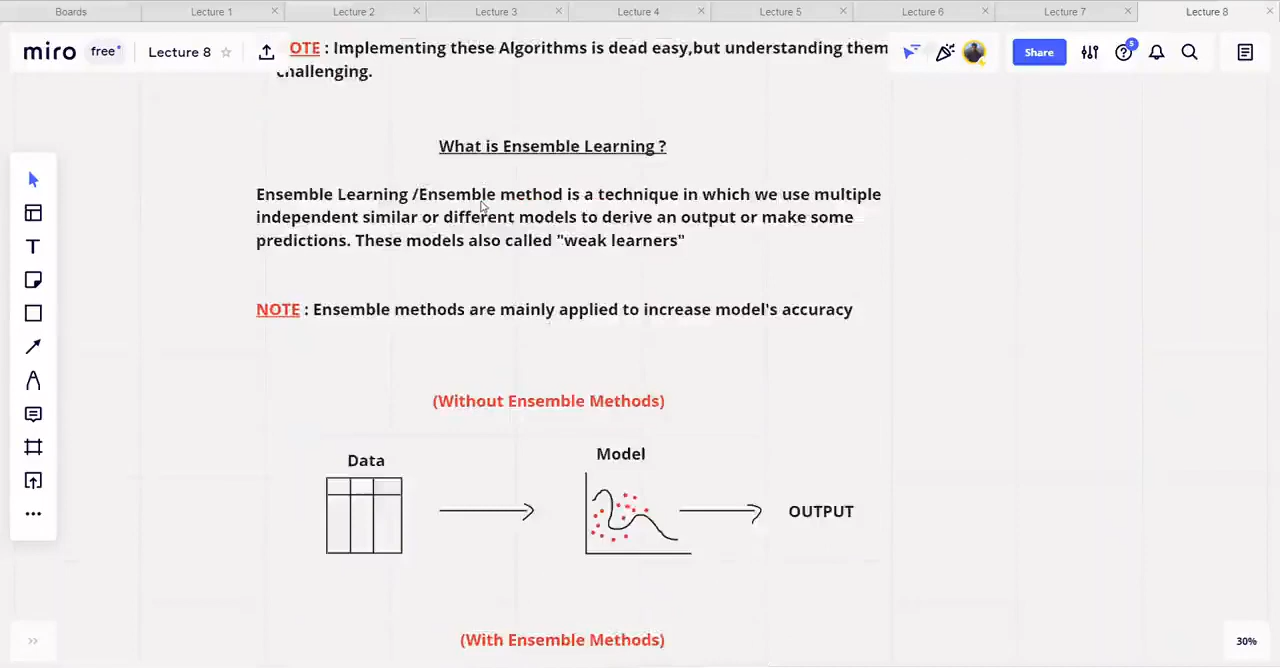 Boards Lecture 1 Lecture 2 Lecture 3 Lecture 4 Lecture 5 Lecture 6 Lecture 7 Lecture 8
miro free Lecture 8 Share 5
OTE : Implementing these Algorithms is dead easy,but understanding them
challenging.
What is Ensemble Learning ?
Ensemble Learning /Ensemble method is a technique in which we use multiple
independent similar or different models to derive an output or make some
predictions. These models also called "weak learners"
NOTE : Ensemble methods are mainly applied to increase model's accuracy
(Without Ensemble Methods)
Data
Model
OUTPUT
(With Ensemble Methods)
30%